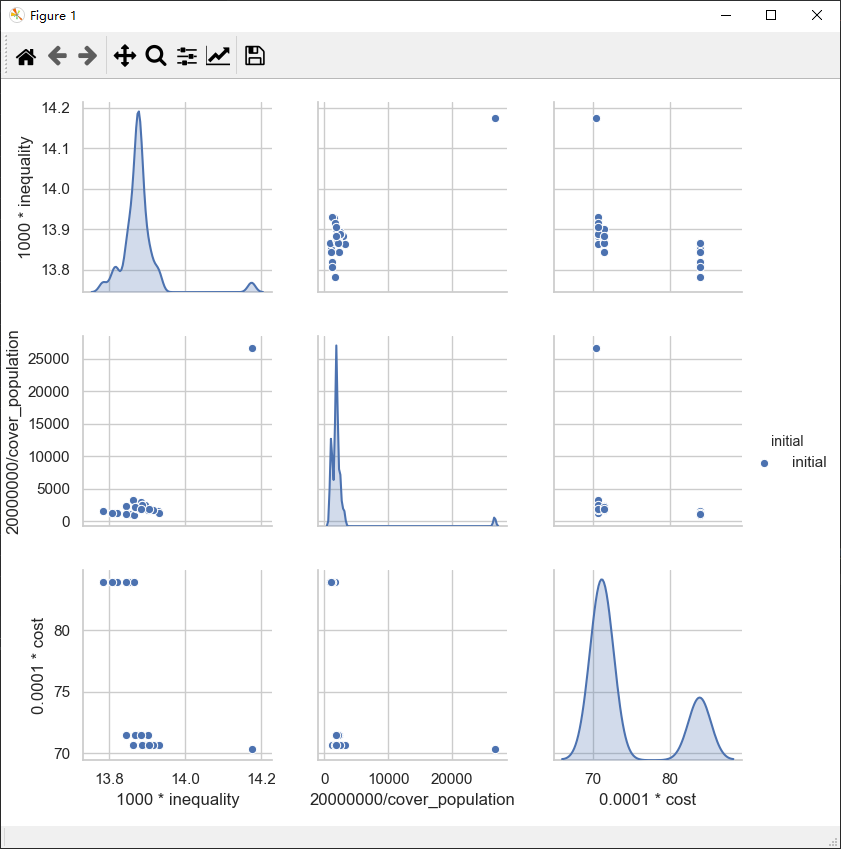 Figure 1
14.2
14.1
14.0
13.9
13.8
1000 * inequality
25000
20000
15000
10000
5000
0
20000000/cover_population
initial
initial
80
75
70
0.0001 * cost
13.8 14.0 14.2
1000 * inequality
0 10000 20000
20000000/cover_population
70 80
0.0001 * cost